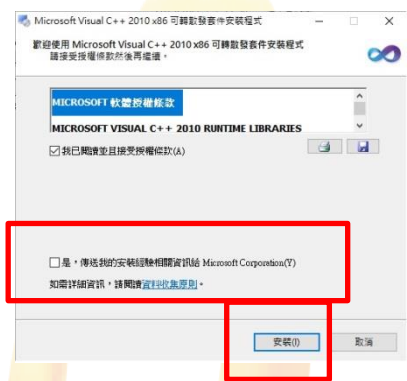 Microsoft Visual C++ 2010 x86 可轉散發套件安裝程式
歡迎使用 Microsoft Visual C++ 2010 x86 可轉散發套件安裝程式
請接受授權條款然後再繼續。
MICROSOFT 軟體授權條款
MICROSOFT VISUAL C++ 2010 RUNTIME LIBRARIES
我已閱讀並且接受授權條款(A)
是，傳送我的安裝經驗相關資訊給 Microsoft Corporation(Y)
如需詳細資訊，請閱讀資料收集原則。
安裝(I) 取消